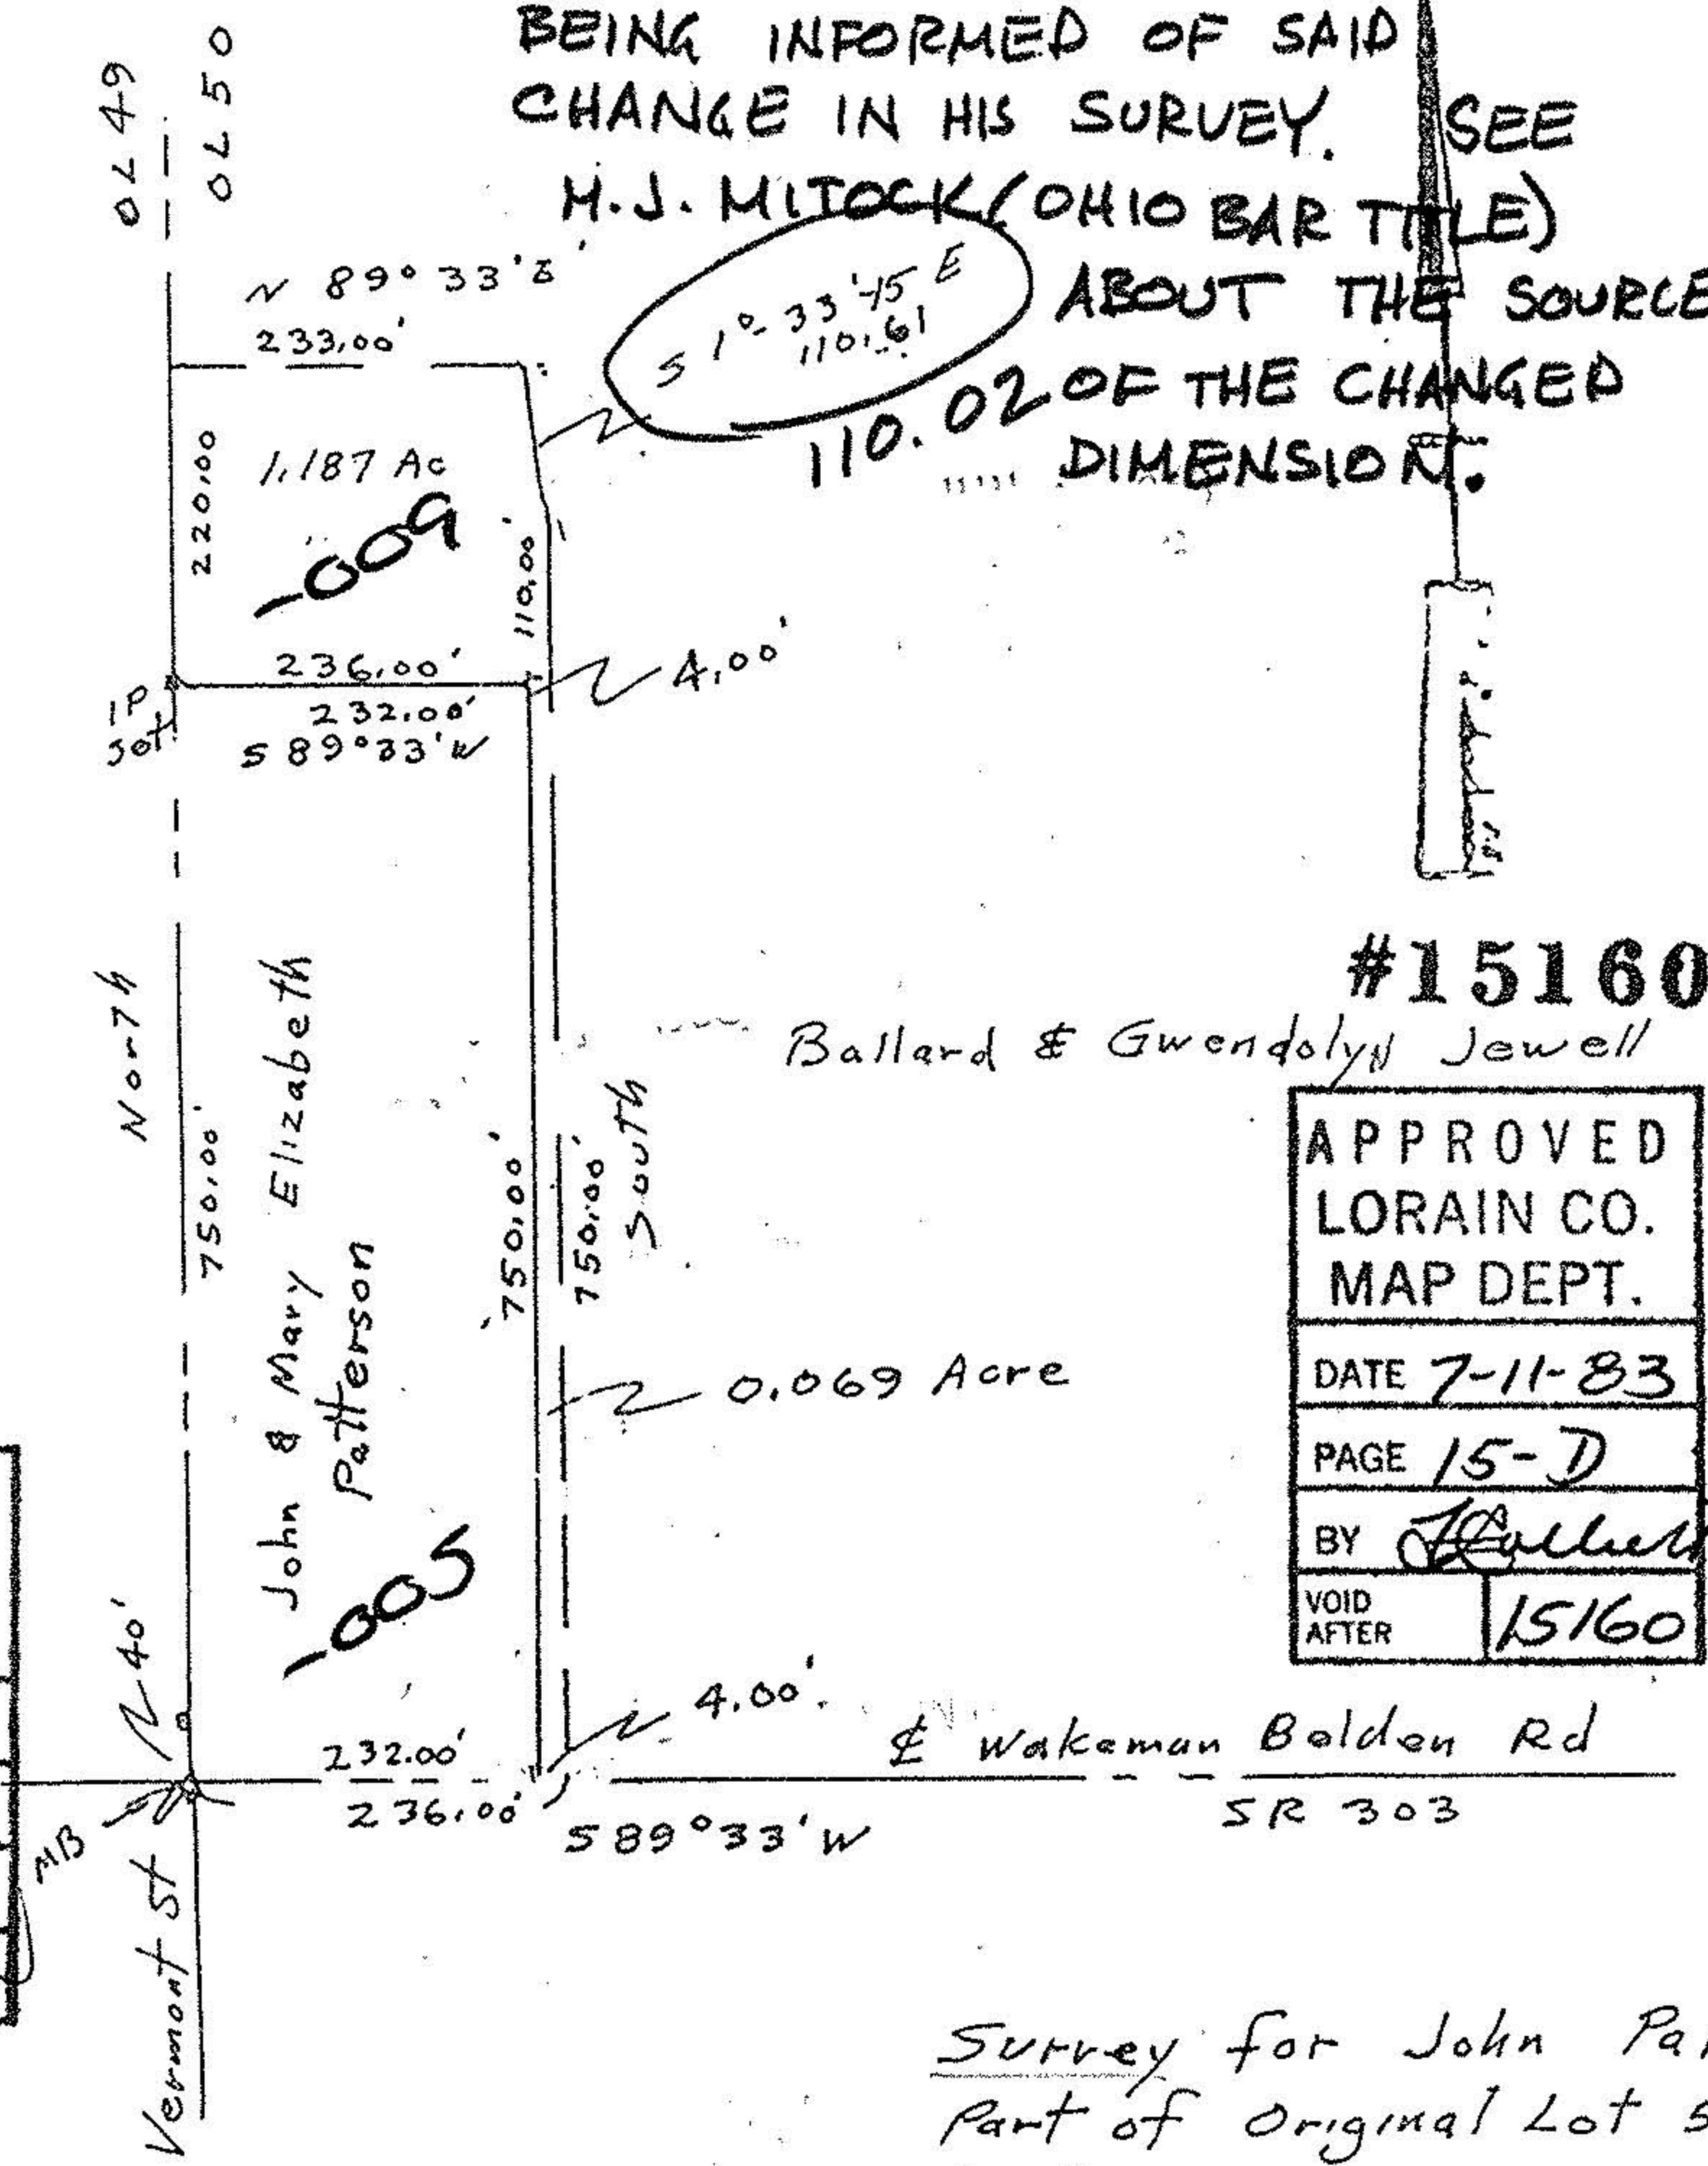 BEING INFORMED OF SAID
CHANGE IN HIS SURVEY. SEE
H.J. MITOCK (OHIO BAR TITLE)
ABOUT THE SOURCE
OF THE CHANGED
DIMENSION.
OL 49
OL 50
N 89° 33' E
233.00'
S 1° 33' 45 E
110.61
110.02
220.00
1.187 Ac
-009
110.00'
236.00'
4.00'
IP
Set
232.00'
S 89° 33' W
North
750.00'
John & Mary Elizabeth
Patterson
750.00'
750.00'
South
#15160
Ballard & Gwendolyn Jewell
APPROVED
LORAIN CO.
MAP DEPT.
DATE 7-11-83
PAGE 15-D
BY
VOID
AFTER 15160
0.069 Acre
-005
40'
4.00'
232.00'
236.00'
S 89° 33' W
₵ Wakeman Belden Rd
SR 303
MB
Vermont St
Survey for John
Part of Original Lot